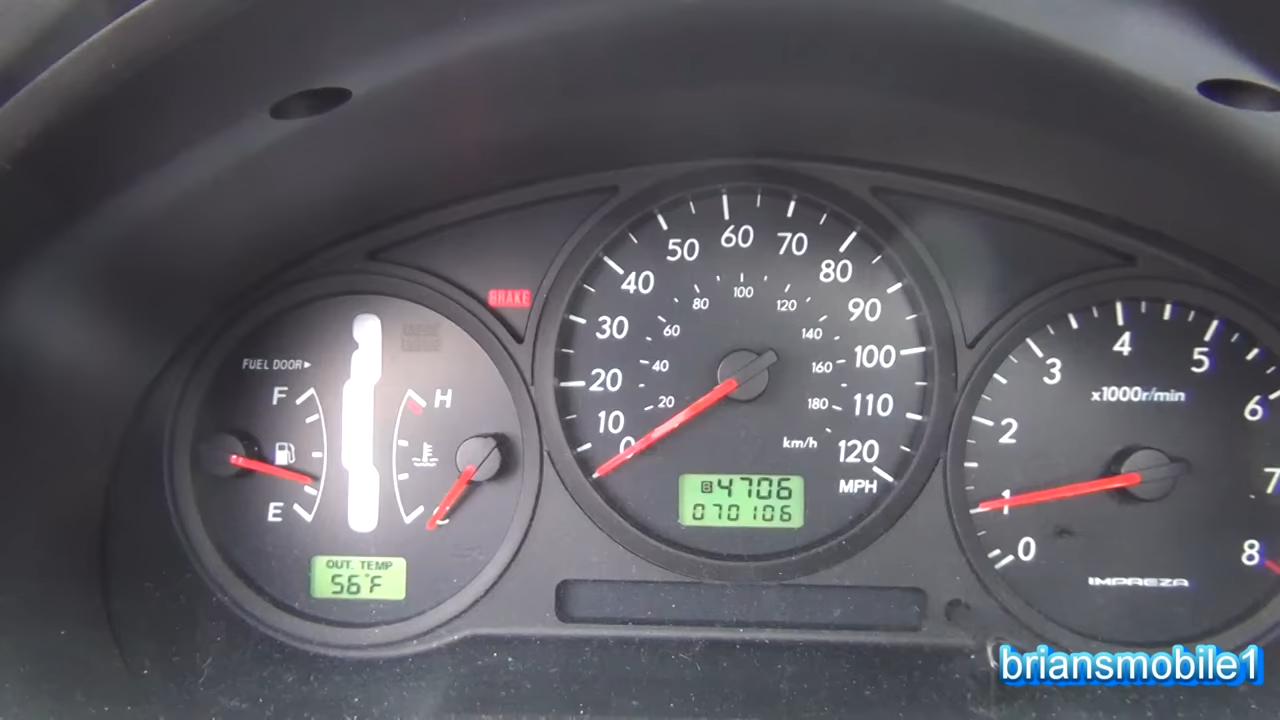 BRAKE
FUEL DOOR▸
F
E
H
C
OUT. TEMP
56°F
0
10
20
30
40
50
60
70
80
90
100
110
120
MPH
20
40
60
80
100
120
140
160
180
km/h
B 4706
070106
0
1
2
3
4
5
6
7
8
x1000r/min
IMPREZA
briansmobile1